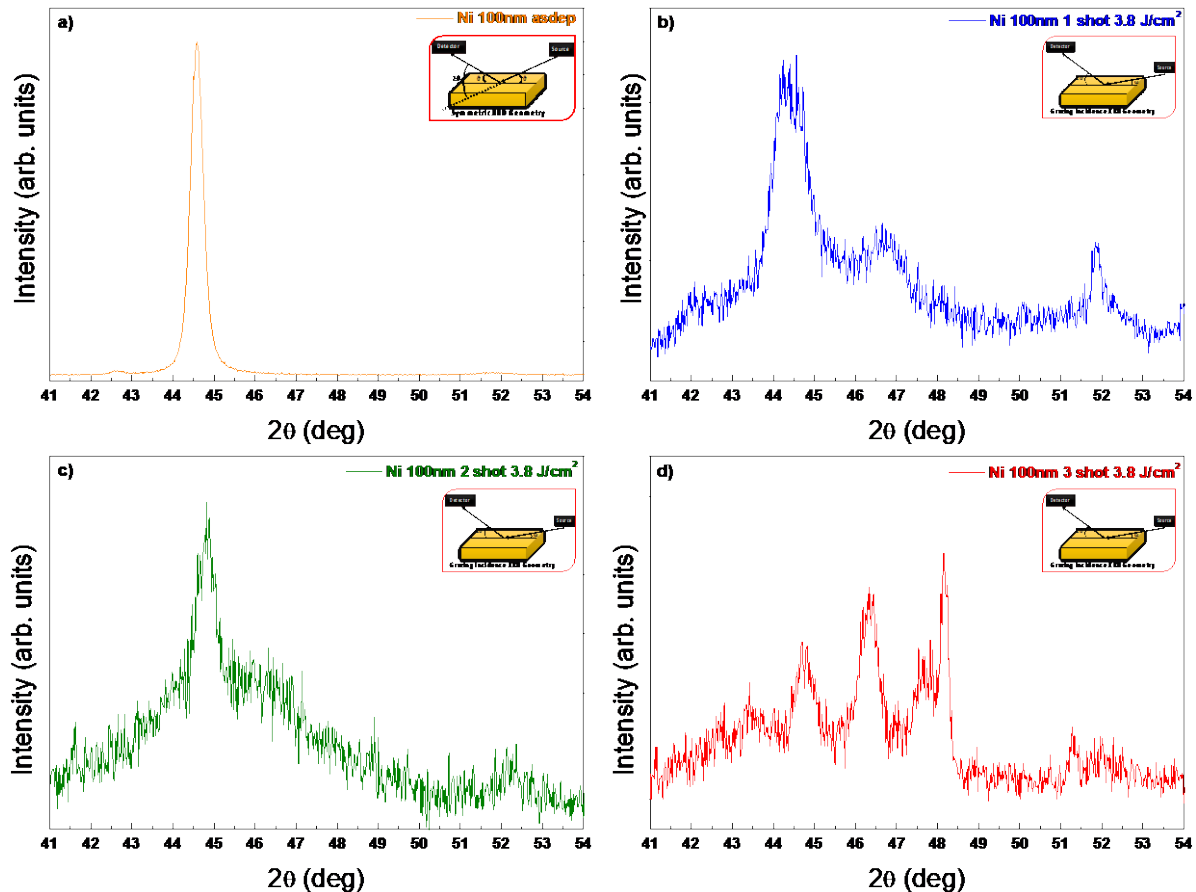 a)
Ni 100nm asdep
Detector
Source
2θ
θ
θ
Symmetric XRD Geometry
Intensity (arb. units)
41 42 43 44 45 46 47 48 49 50 51 52 53 54
2θ (deg)
b)
Ni 100nm 1 shot 3.8 J/cm²
Detector
Source
Grazing Incidence XRD Geometry
Intensity (arb. units)
41 42 43 44 45 46 47 48 49 50 51 52 53 54
2θ (deg)
c)
Ni 100nm 2 shot 3.8 J/cm²
Detector
Source
Grazing Incidence XRD Geometry
Intensity (arb. units)
41 42 43 44 45 46 47 48 49 50 51 52 53 54
2θ (deg)
d)
Ni 100nm 3 shot 3.8 J/cm²
Detector
Source
Grazing Incidence XRD Geometry
Intensity (arb. units)
41 42 43 44 45 46 47 48 49 50 51 52 53 54
2θ (deg)